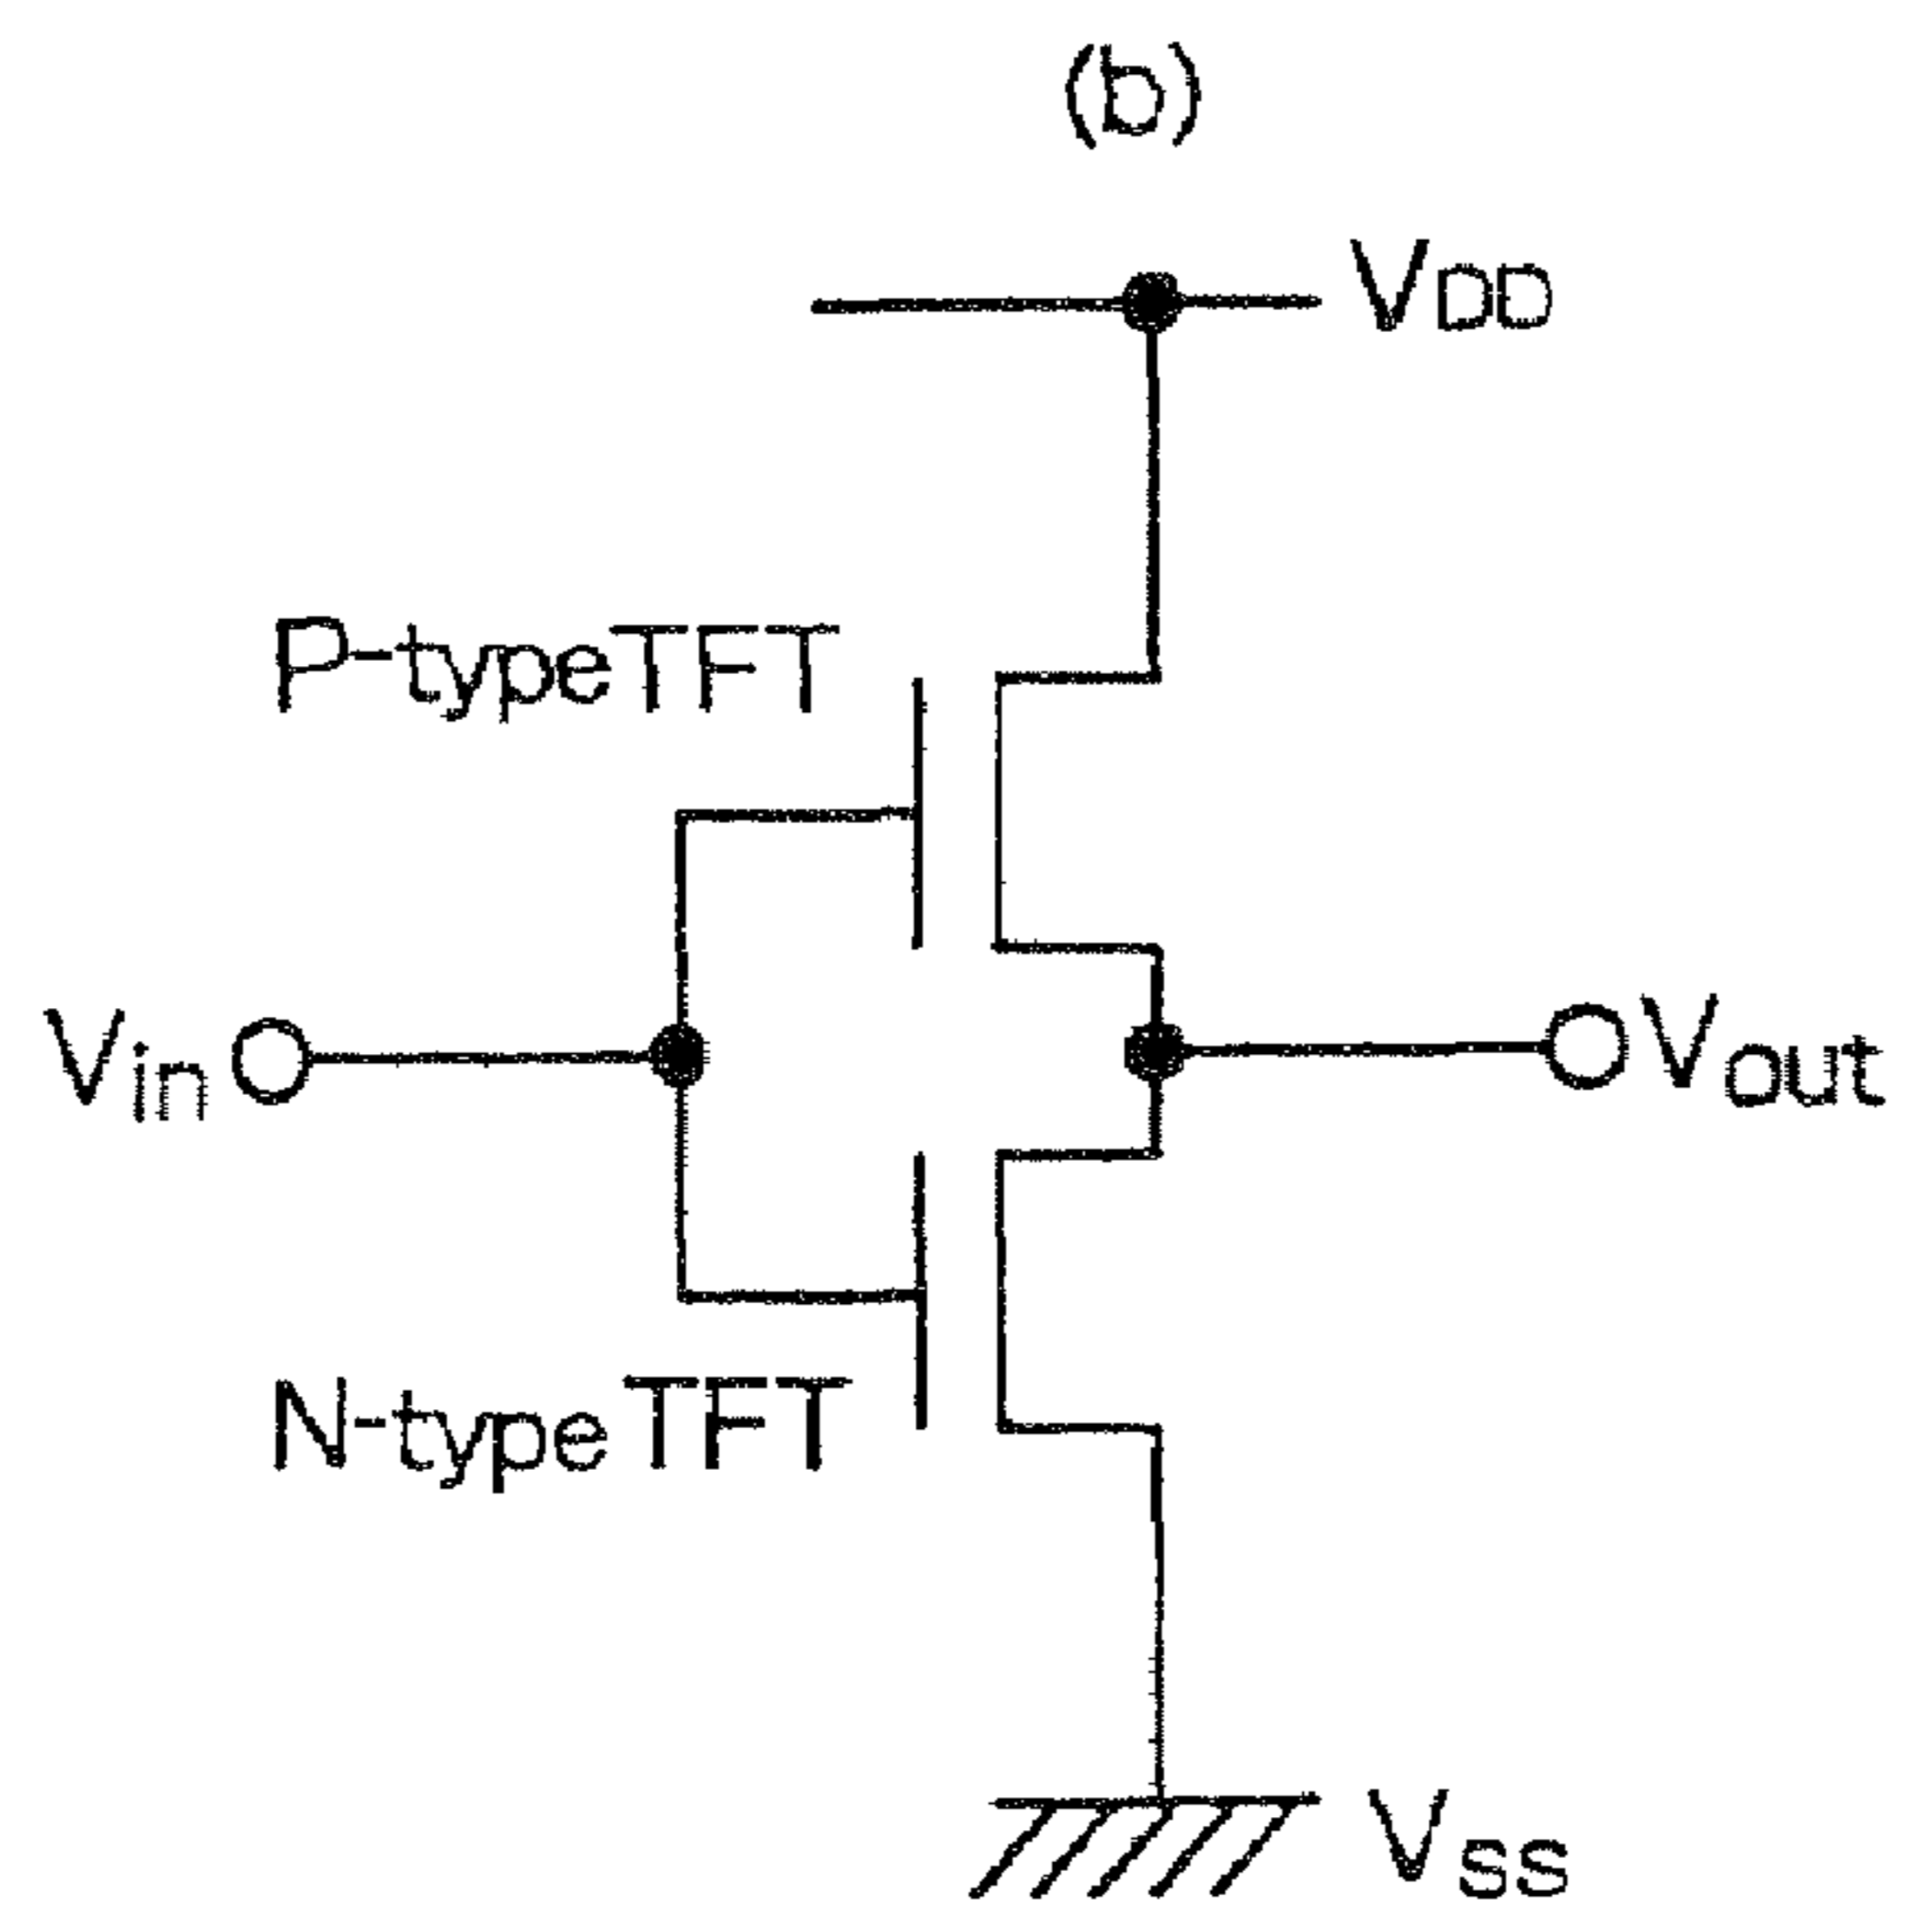 (b)
VDD
P-typeTFT
Vin
Vout
N-typeTFT
Vss